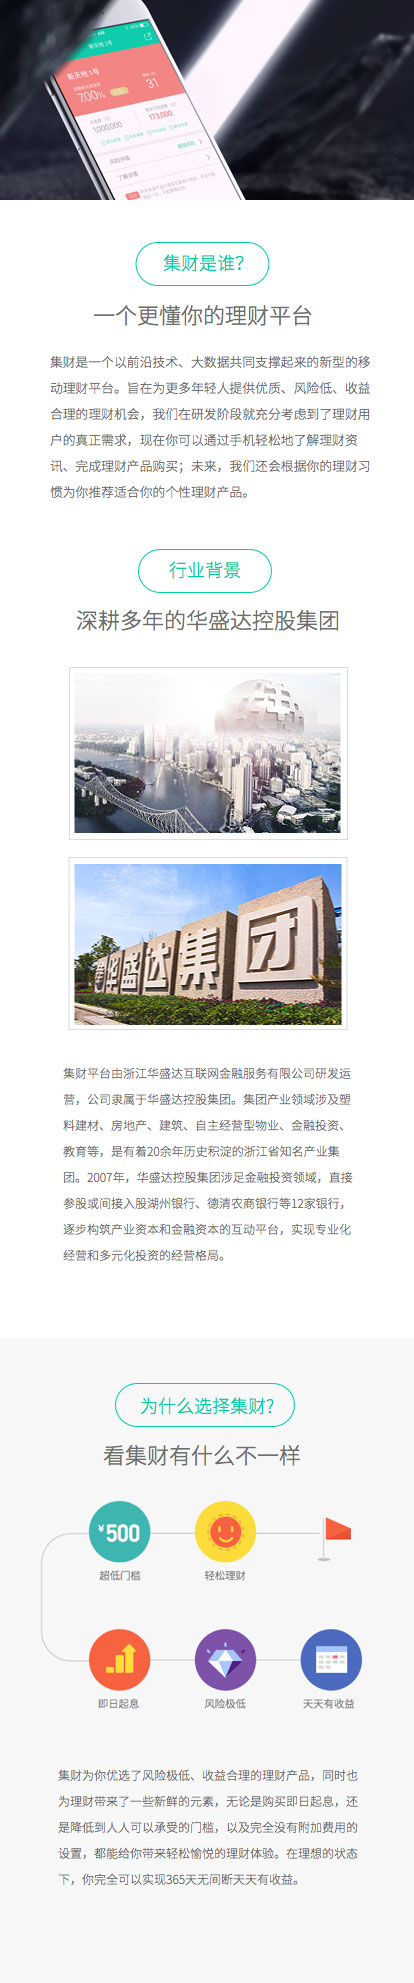 新天地 1号
新天地 1号
7.00%
31
1,000,000
173,000
风险评级
了解详情
集财是谁?
一个更懂你的理财平台
集财是一个以前沿技术、大数据共同支撑起来的新型的移
动理财平台。旨在为更多年轻人提供优质、风险低、收益
合理的理财机会，我们在研发阶段就充分考虑到了理财用
户的真正需求，现在你可以通过手机轻松地了解理财资
讯、完成理财产品购买；未来，我们还会根据你的理财习
惯为你推荐适合你的个性理财产品。
行业背景
深耕多年的华盛达控股集团
华盛达集团
集财平台由浙江华盛达互联网金融服务有限公司研发运
营，公司隶属于华盛达控股集团。集团产业领域涉及塑
料建材、房地产、建筑、自主经营型物业、金融投资、
教育等，是有着20余年历史积淀的浙江省知名产业集
团。2007年，华盛达控股集团涉足金融投资领域，直接
参股或间接入股湖州银行、德清农商银行等12家银行，
逐步构筑产业资本和金融资本的互动平台，实现专业化
经营和多元化投资的经营格局。
为什么选择集财?
看集财有什么不一样
¥500
超低门槛 轻松理财
即日起息 风险极低 天天有收益
集财为你优选了风险极低、收益合理的理财产品，同时也
为理财带来了一些新鲜的元素，无论是购买即日起息，还
是降低到人人可以承受的门槛，以及完全没有附加费用的
设置，都能给你带来轻松愉悦的理财体验。在理想的状态
下，你完全可以实现365天无间断天天有收益。